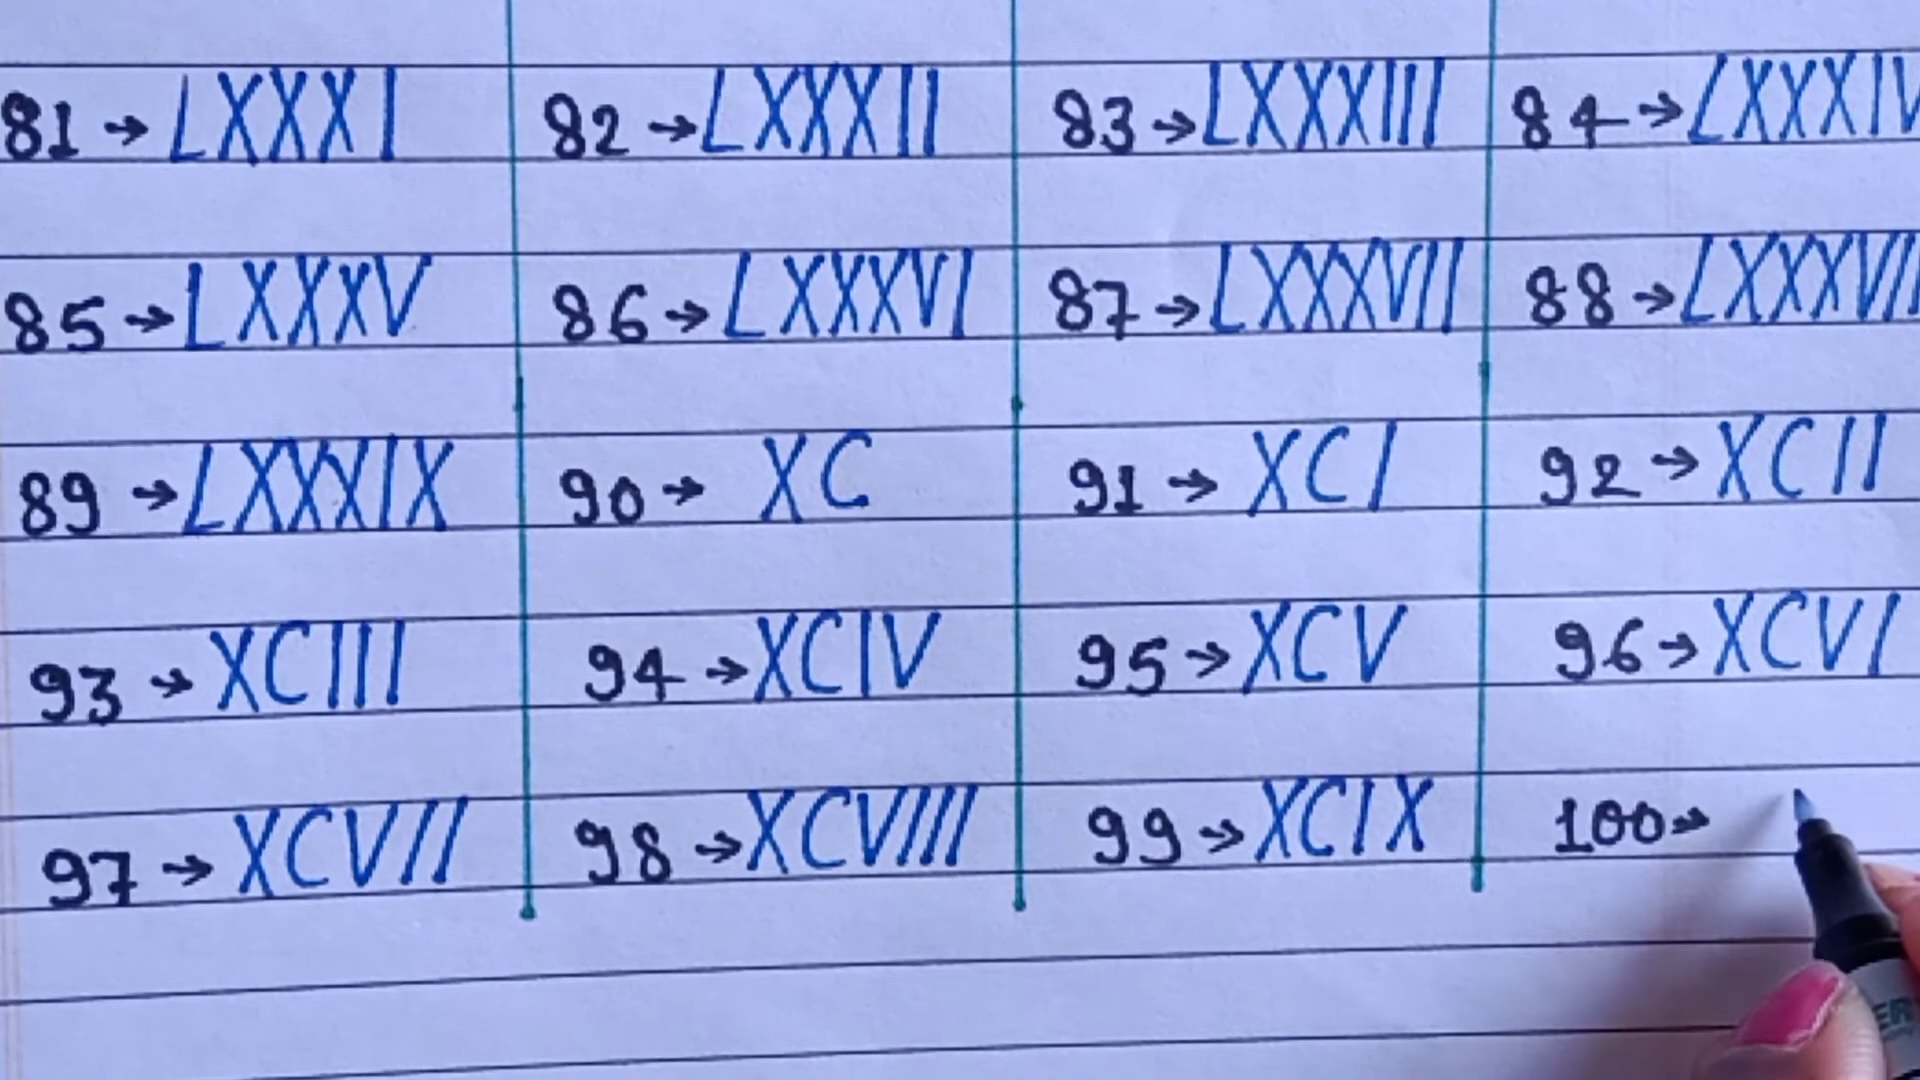 81 → LXXXI 82 → LXXXII 83 → LXXXIII 84 → LXXXIV
85 → LXXXV 86 → LXXXVI 87 → LXXXVII 88 → LXXXVII
89 → LXXXIX 90 → XC 91 → XCI 92 → XCII
93 → XCIII 94 → XCIV 95 → XCV 96 → XCVI
97 → XCVII 98 → XCVIII 99 → XCIX 100 →